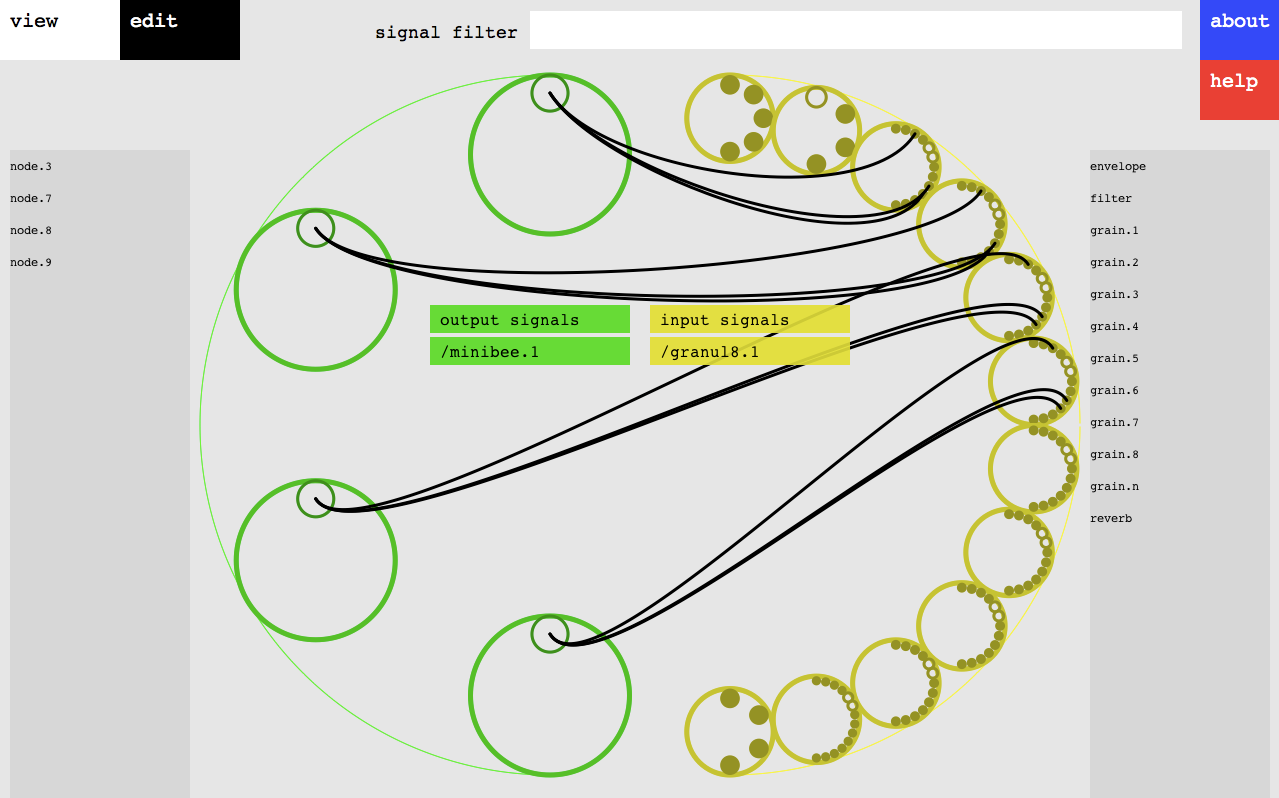 view
edit
signal filter
about
help
node.3
node.7
node.8
node.9
output signals
/minibee.1
input signals
/granul8.1
envelope
filter
grain.1
grain.2
grain.3
grain.4
grain.5
grain.6
grain.7
grain.8
grain.n
reverb